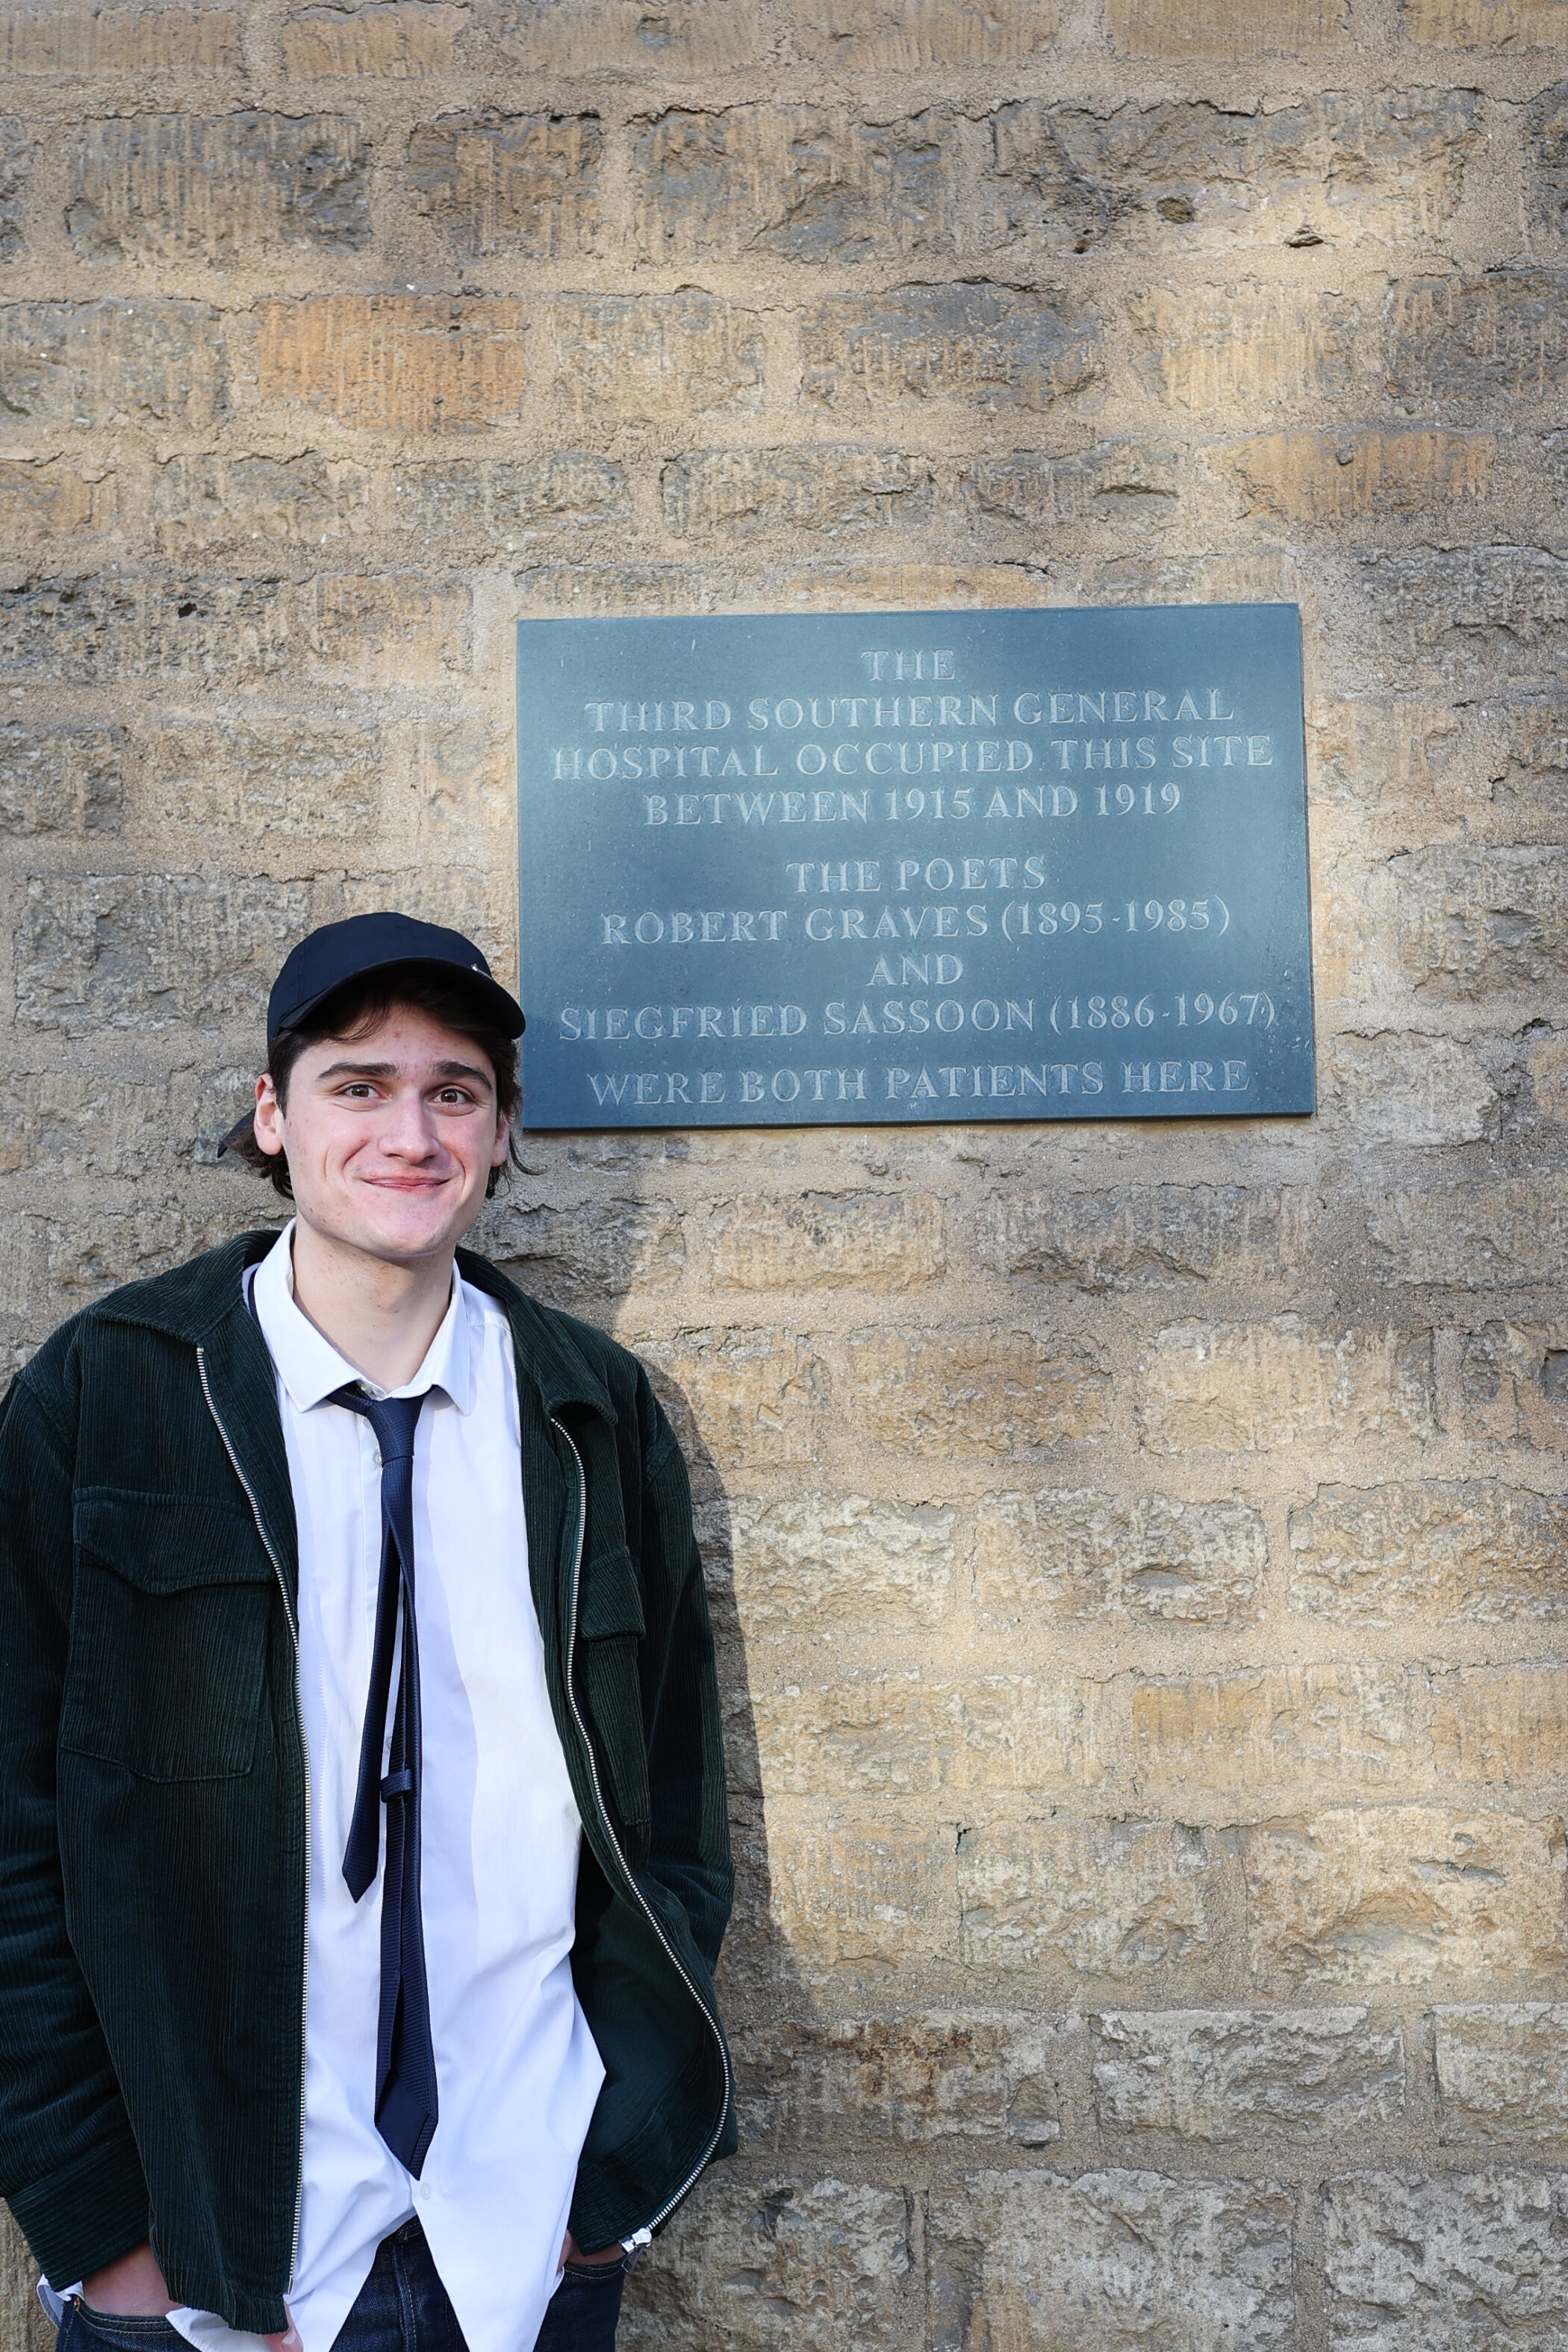 THE
THIRD SOUTHERN GENERAL
HOSPITAL OCCUPIED THIS SITE
BETWEEN 1915 AND 1919
THE POETS
ROBERT GRAVES (1895-1985)
AND
SIEGFRIED SASSOON (1886-1967)
WERE BOTH PATIENTS HERE